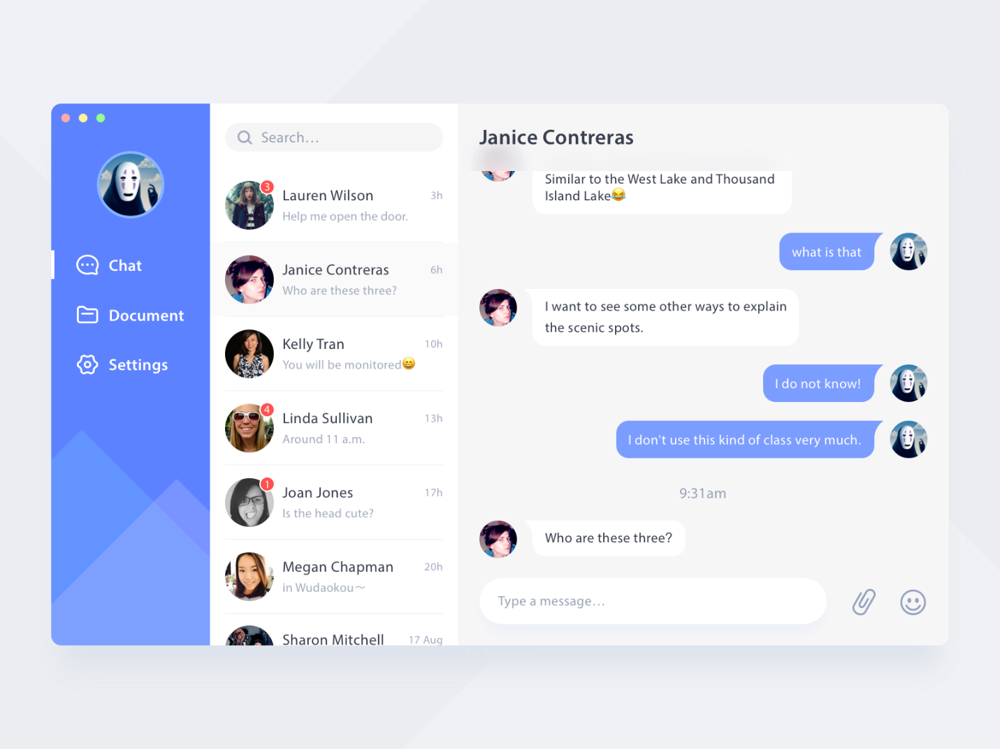 Chat
Document
Settings
Search...
3
Lauren Wilson
3h
Help me open the door.
Janice Contreras
6h
Who are these three?
Kelly Tran
10h
You will be monitored😄
4
Linda Sullivan
13h
Around 11 a.m.
1
Joan Jones
17h
Is the head cute?
Megan Chapman
20h
in Wudaokou～
Sharon Mitchell
17 Aug
Janice Contreras
Similar to the West Lake and Thousand
Island Lake😂
what is that
I want to see some other ways to explain
the scenic spots.
I do not know!
I don't use this kind of class very much.
9:31am
Who are these three?
Type a message...